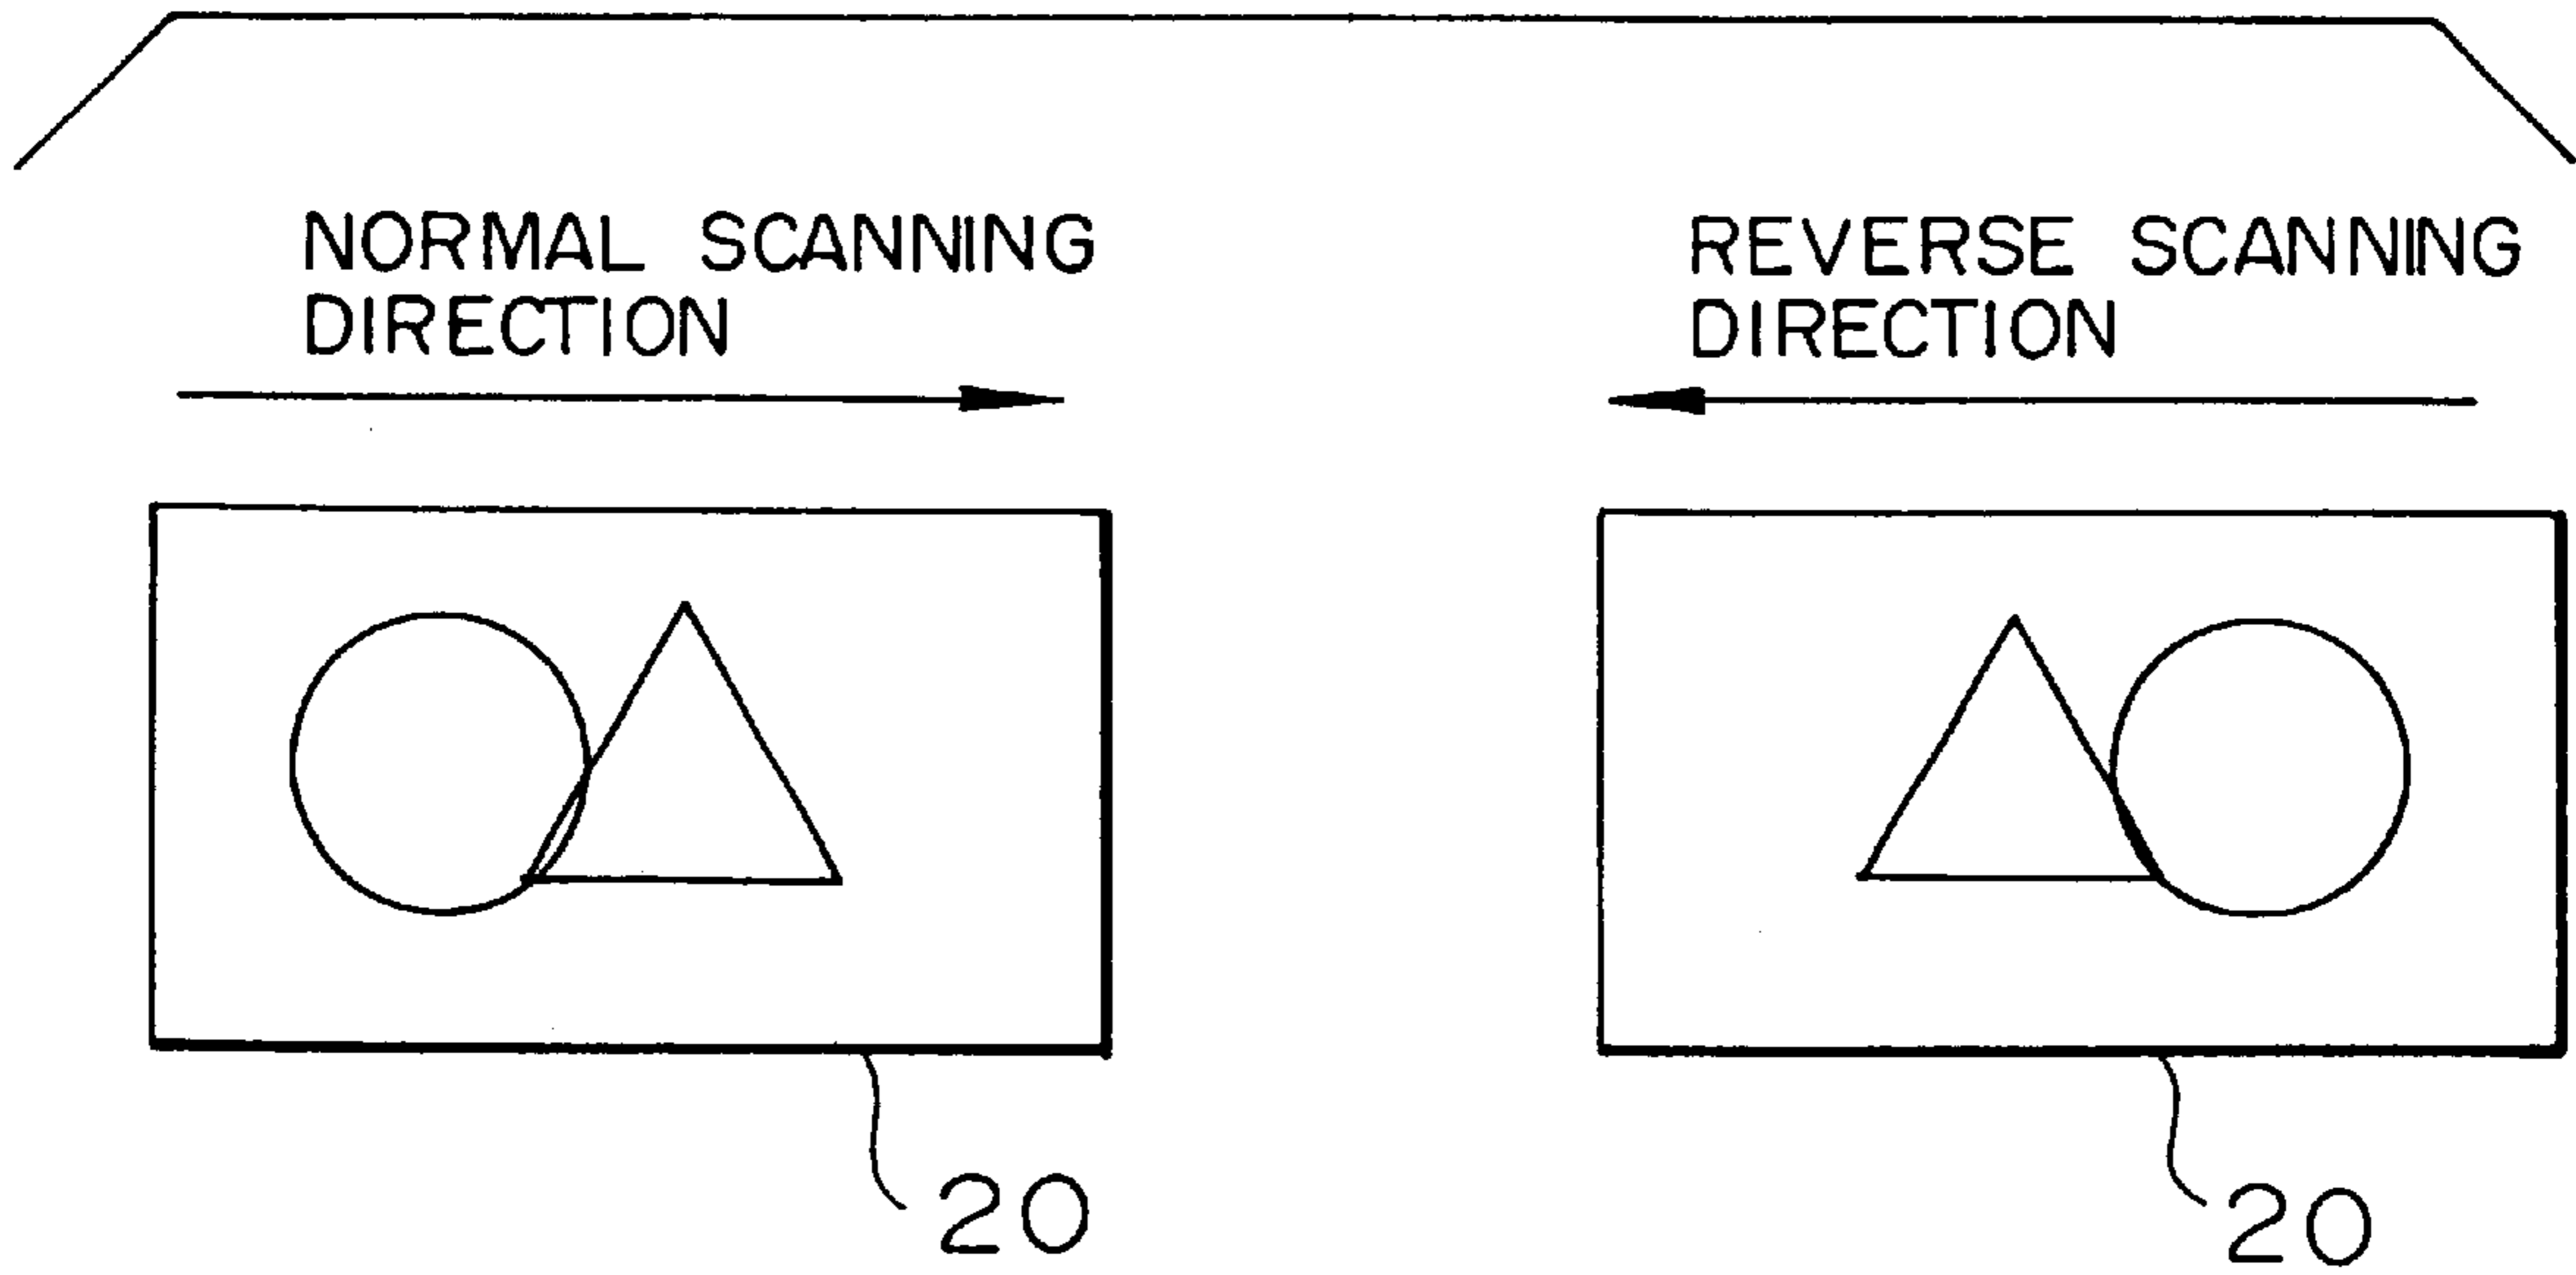 NORMAL SCANNING
DIRECTION
REVERSE SCANNING
DIRECTION
20
20